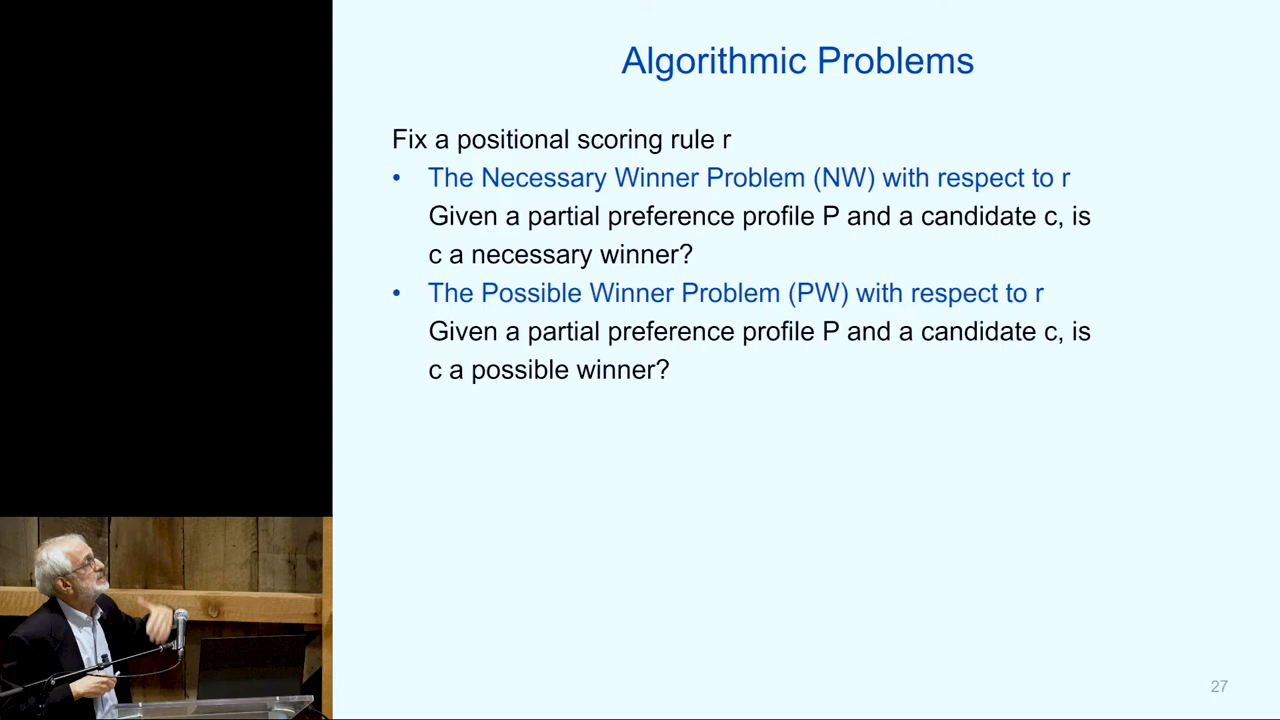 Algorithmic Problems
Fix a positional scoring rule r
• The Necessary Winner Problem (NW) with respect to r
Given a partial preference profile P and a candidate c, is
c a necessary winner?
• The Possible Winner Problem (PW) with respect to r
Given a partial preference profile P and a candidate c, is
c a possible winner?
27